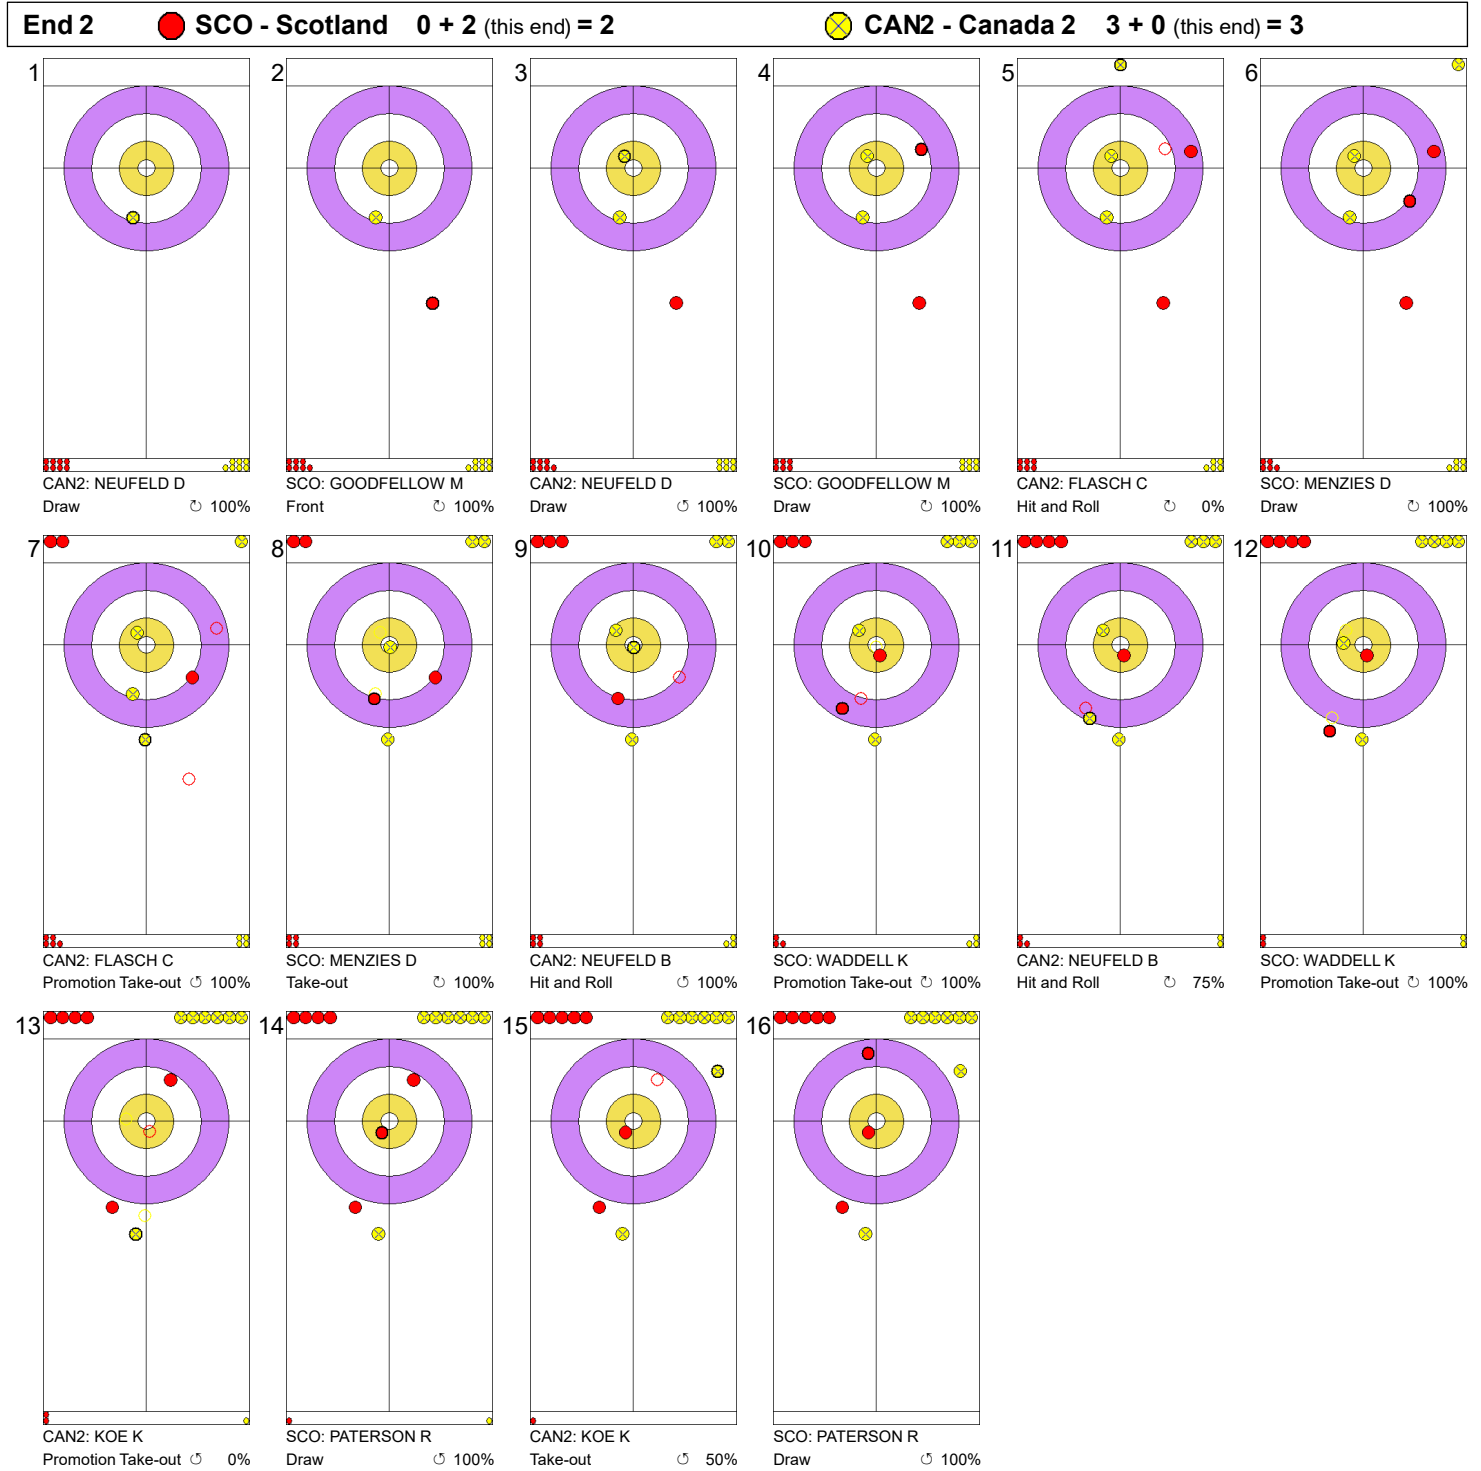 End 2 SCO - Scotland 0 + 2 (this end) = 2 CAN2 - Canada 2 3 + 0 (this end) = 3
1 2 3 4 5 6
CAN2: NEUFELD D SCO: GOODFELLOW M CAN2: NEUFELD D SCO: GOODFELLOW M CAN2: FLASCH C SCO: MENZIES D
Draw ↻ 100% Front ↻ 100% Draw ↺ 100% Draw ↺ 100% Hit and Roll ↻ 0% Draw ↻ 100%
7 8 9 10 11 12
CAN2: FLASCH C SCO: MENZIES D CAN2: NEUFELD B SCO: WADDELL K CAN2: NEUFELD B SCO: WADDELL K
Promotion Take-out ↺ 100% Take-out ↺ 100% Hit and Roll ↺ 100% Promotion Take-out ↻ 100% Hit and Roll ↻ 75% Promotion Take-out ↻ 100%
13 14 15 16
CAN2: KOE K SCO: PATERSON R CAN2: KOE K SCO: PATERSON R
Promotion Take-out ↺ 0% Draw ↺ 100% Take-out ↺ 50% Draw ↺ 100%